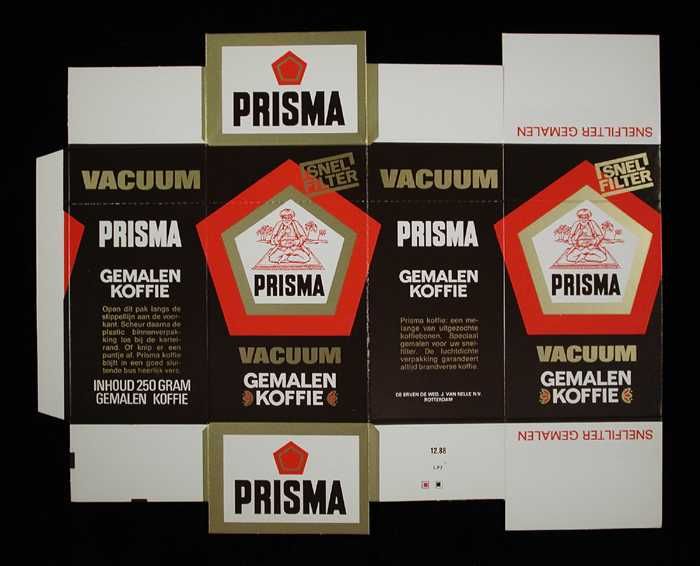 PRISMA
SNELFILTER GEMALEN
VACUUM
PRISMA
GEMALEN
KOFFIE
Open dit pak langs de
stippellijn aan de voor-
kant. Scheur daarna de
plastic binnenverpak-
king los bij de kartel-
rand. Of knip er een
puntje af. Prisma koffie
blijft in een goed slui-
tende bus heerlijk vers.
INHOUD 250 GRAM
GEMALEN KOFFIE
SNEL
FILTER
PRISMA
VACUUM
GEMALEN
KOFFIE
VACUUM
PRISMA
GEMALEN
KOFFIE
Prisma koffie: een me-
lange van uitgezochte
koffiebonen. Speciaal
gemalen voor uw snel-
filter. De luchtdichte
verpakking garandeert
altijd brandverse koffie.
DE ERVEN DE WED. J. VAN NELLE N.V.
ROTTERDAM
SNEL
FILTER
PRISMA
VACUUM
GEMALEN
KOFFIE
PRISMA
12.88
SNELFILTER GEMALEN